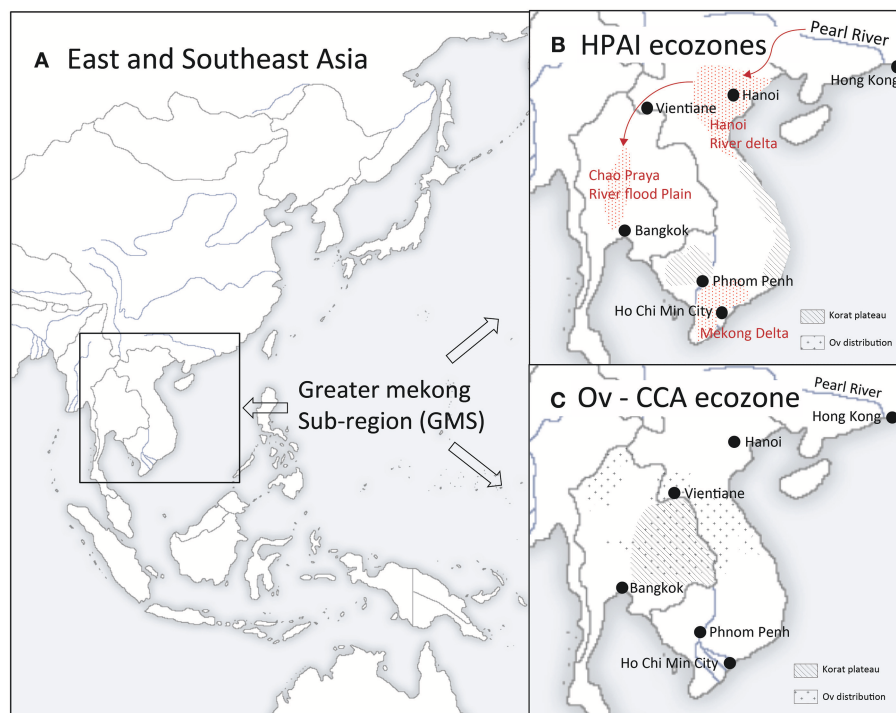 A East and Southeast Asia
Greater mekong
Sub-region (GMS)
B HPAI ecozones
Pearl River
Hong Kong
Hanoi
Vientiane
Hanoi
River delta
Chao Praya
River flood Plain
Bangkok
Phnom Penh
Ho Chi Min City
Mekong Delta
Korat plateau
Ov distribution
C Ov - CCA ecozone
Pearl River
Hong Kong
Hanoi
Vientiane
Bangkok
Phnom Penh
Ho Chi Min City
Korat plateau
Ov distribution